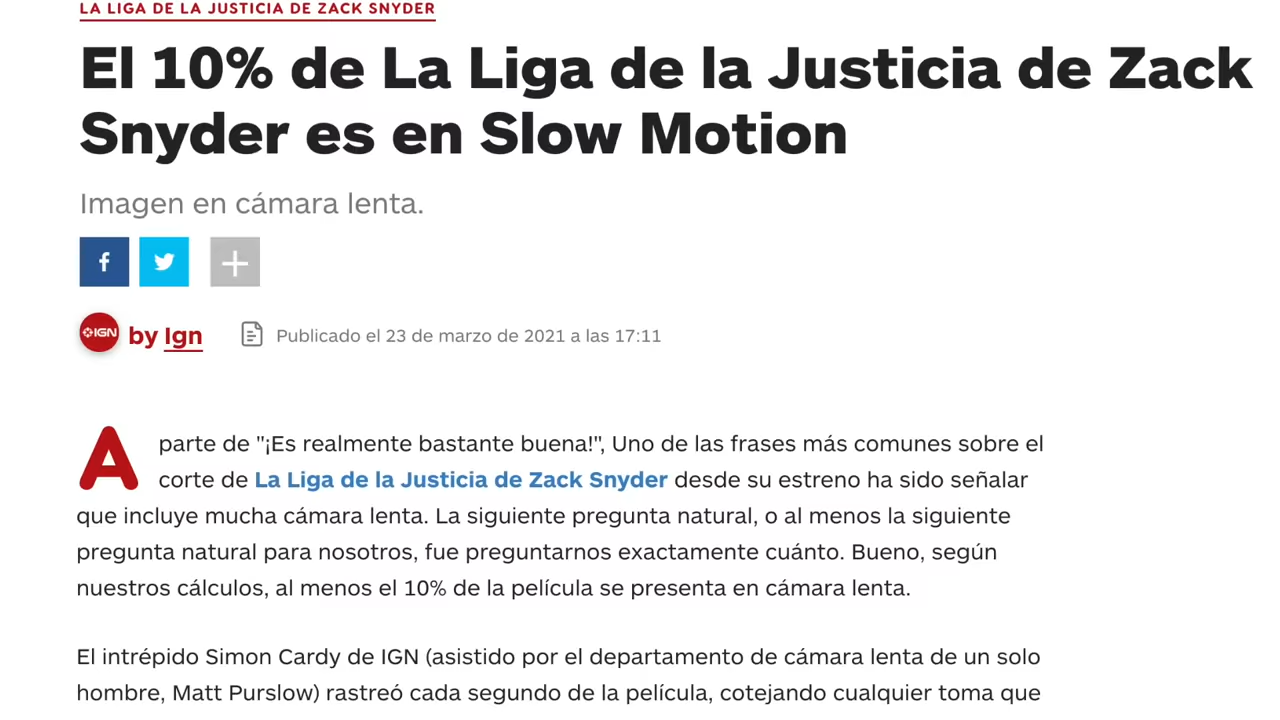 LA LIGA DE LA JUSTICIA DE ZACK SNYDER
El 10% de La Liga de la Justicia de Zack
Snyder es en Slow Motion
Imagen en cámara lenta.
IGN by Ign Publicado el 23 de marzo de 2021 a las 17:11
A parte de "¡Es realmente bastante buena!", Uno de las frases más comunes sobre el
corte de La Liga de la Justicia de Zack Snyder desde su estreno ha sido señalar
que incluye mucha cámara lenta. La siguiente pregunta natural, o al menos la siguiente
pregunta natural para nosotros, fue preguntarnos exactamente cuánto. Bueno, según
nuestros cálculos, al menos el 10% de la película se presenta en cámara lenta.
El intrépido Simon Cardy de IGN (asistido por el departamento de cámara lenta de un solo
hombre, Matt Purslow) rastreó cada segundo de la película, cotejando cualquier toma que